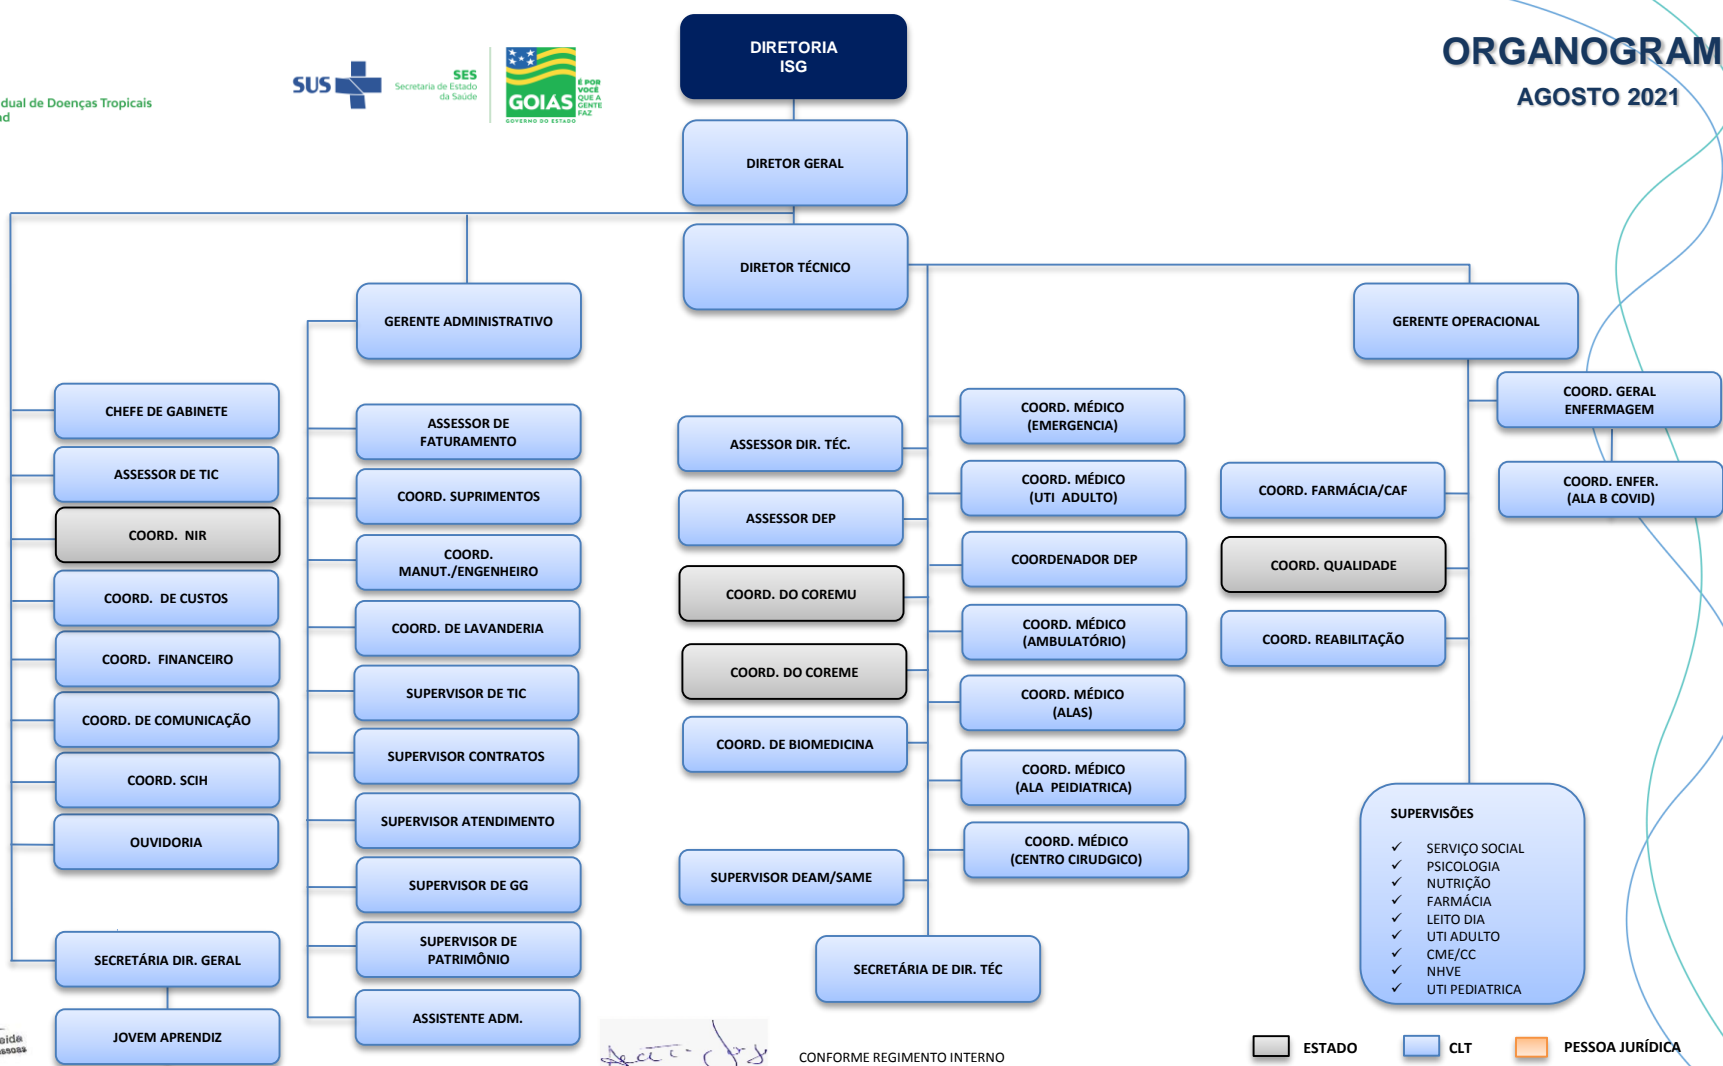 DIRETORIA
ISG
ORGANOGRAM
AGOSTO 2021
SUS
SES
Secretaria de Estado
da Saúde
GOIÁS
GOVERNO DO ESTADO
É POR
VOCÊ
QUE A
GENTE
FAZ
dual de Doenças Tropicais
ad
DIRETOR GERAL
DIRETOR TÉCNICO
GERENTE ADMINISTRATIVO
GERENTE OPERACIONAL
CHEFE DE GABINETE
ASSESSOR DE TIC
COORD. NIR
COORD. DE CUSTOS
COORD. FINANCEIRO
COORD. DE COMUNICAÇÃO
COORD. SCIH
OUVIDORIA
SECRETÁRIA DIR. GERAL
JOVEM APRENDIZ
ASSESSOR DE
FATURAMENTO
COORD. SUPRIMENTOS
COORD.
MANUT./ENGENHEIRO
COORD. DE LAVANDERIA
SUPERVISOR DE TIC
SUPERVISOR CONTRATOS
SUPERVISOR ATENDIMENTO
SUPERVISOR DE GG
SUPERVISOR DE
PATRIMÔNIO
ASSISTENTE ADM.
ASSESSOR DIR. TÉC.
ASSESSOR DEP
COORD. DO COREMU
COORD. DO COREME
COORD. DE BIOMEDICINA
SUPERVISOR DEAM/SAME
SECRETÁRIA DE DIR. TÉC
COORD. MÉDICO
(EMERGENCIA)
COORD. MÉDICO
(UTI ADULTO)
COORDENADOR DEP
COORD. MÉDICO
(AMBULATÓRIO)
COORD. MÉDICO
(ALAS)
COORD. MÉDICO
(ALA PEIDIATRICA)
COORD. MÉDICO
(CENTRO CIRUDGICO)
COORD. FARMÁCIA/CAF
COORD. QUALIDADE
COORD. REABILITAÇÃO
COORD. GERAL
ENFERMAGEM
COORD. ENFER.
(ALA B COVID)
SUPERVISÕES
✓ SERVIÇO SOCIAL
✓ PSICOLOGIA
✓ NUTRIÇÃO
✓ FARMÁCIA
✓ LEITO DIA
✓ UTI ADULTO
✓ CME/CC
✓ NHVE
✓ UTI PEDIATRICA
eida
essoas
CONFORME REGIMENTO INTERNO
ESTADO
CLT
PESSOA JURÍDICA